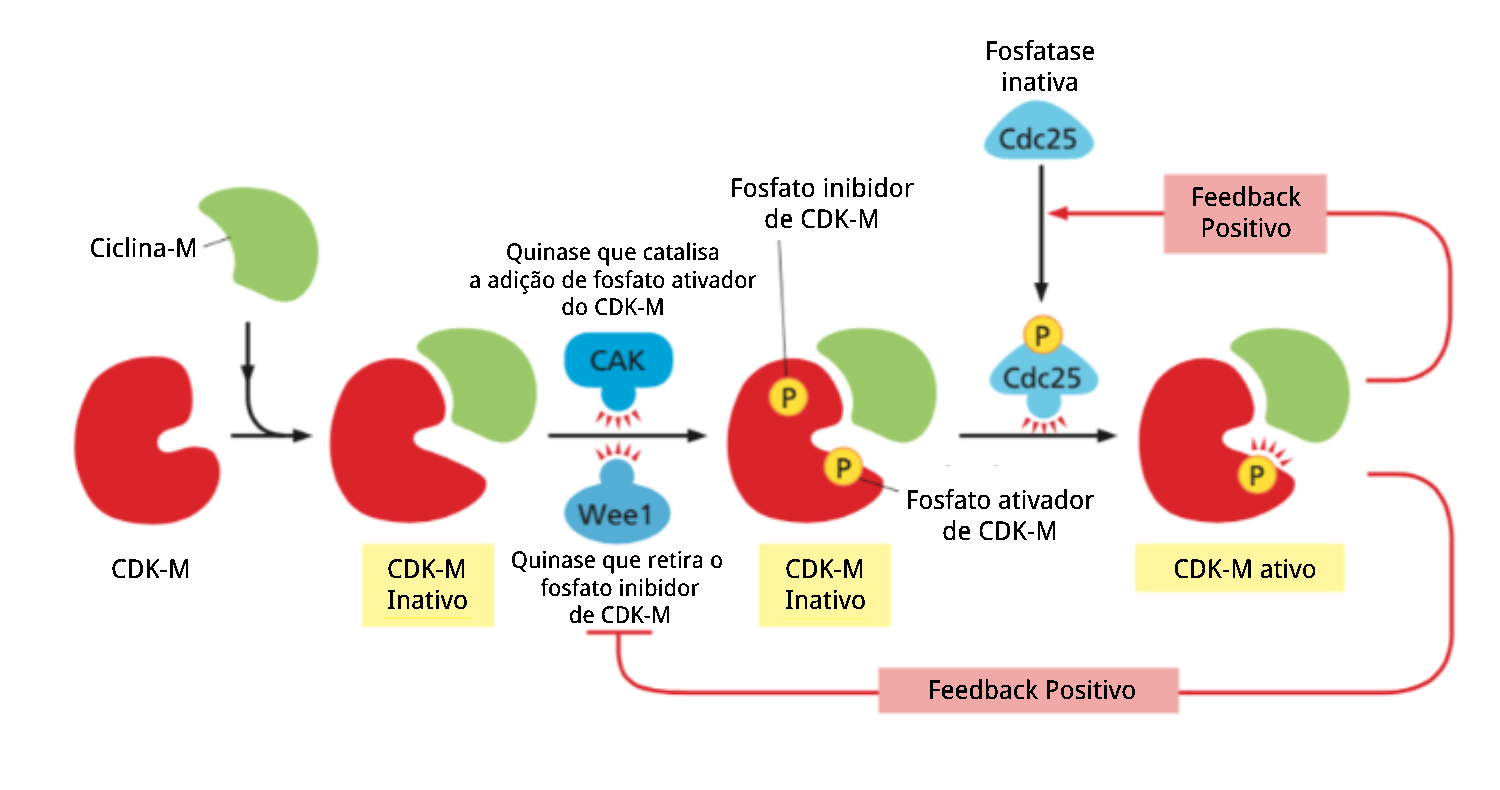 Fosfatase
inativa
Cdc25
Fosfato inibidor
de CDK-M
Feedback
Positivo
Ciclina-M
Quinase que catalisa
a adição de fosfato ativador
do CDK-M
CAK
P
P
Cdc25
P
Wee1
P
Fosfato ativador
de CDK-M
CDK-M
CDK-M
Inativo
Quinase que retira o
fosfato inibidor
de CDK-M
CDK-M
Inativo
CDK-M ativo
Feedback Positivo